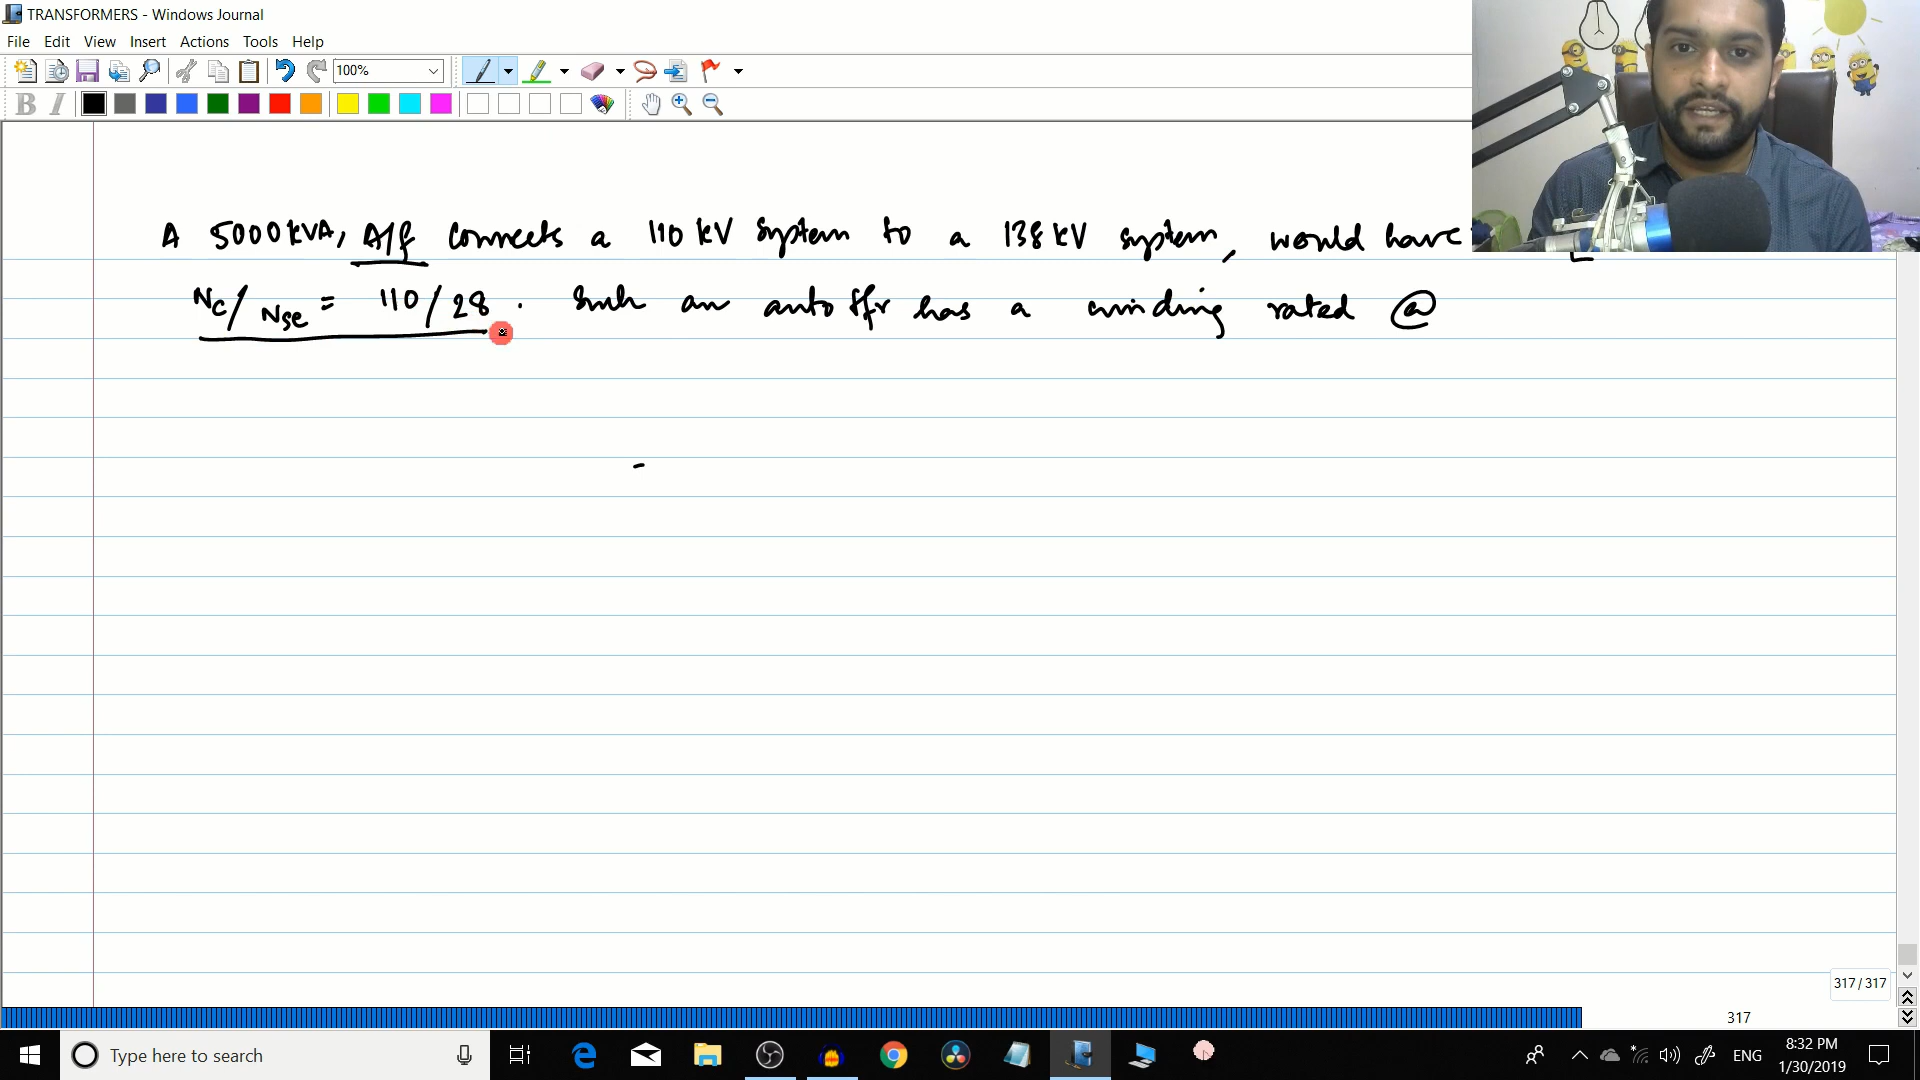 TRANSFORMERS - Windows Journal
File Edit View Insert Actions Tools Help
100%
B I
A 5000 kVA, A/f connects a 110 kV system to a 138 kV system, would have
Nc/Nse = 110/28. Such an auto tfr has a winding rated @
317 / 317
317
Type here to search
ENG
8:32 PM
1/30/2019